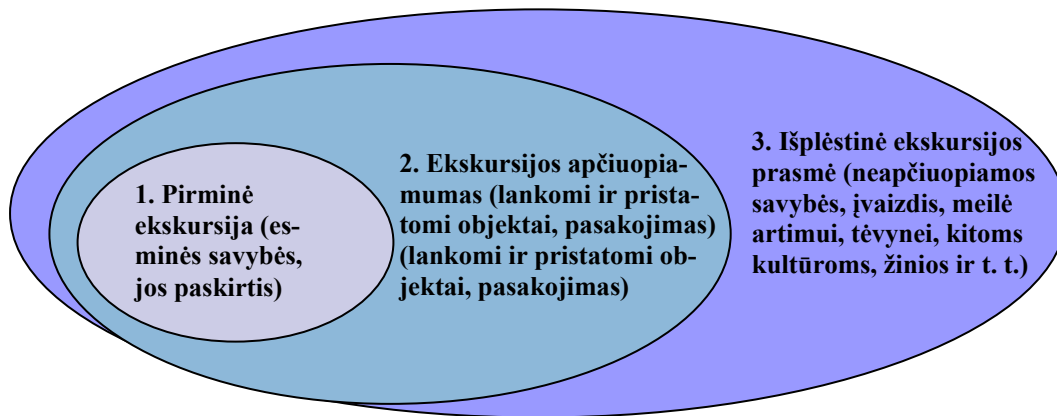 1. Pirminė
ekskursija (es-
minės savybės,
jos paskirtis)
2. Ekskursijos apčiuopia-
mumas (lankomi ir prista-
tomi objektai, pasakojimas)
(lankomi ir pristatomi ob-
jektai, pasakojimas)
3. Išplėstinė ekskursijos
prasmė (neapčiuopiamos
savybės, įvaizdis, meilė
artimui, tėvynei, kitoms
kultūroms, žinios ir t. t.)